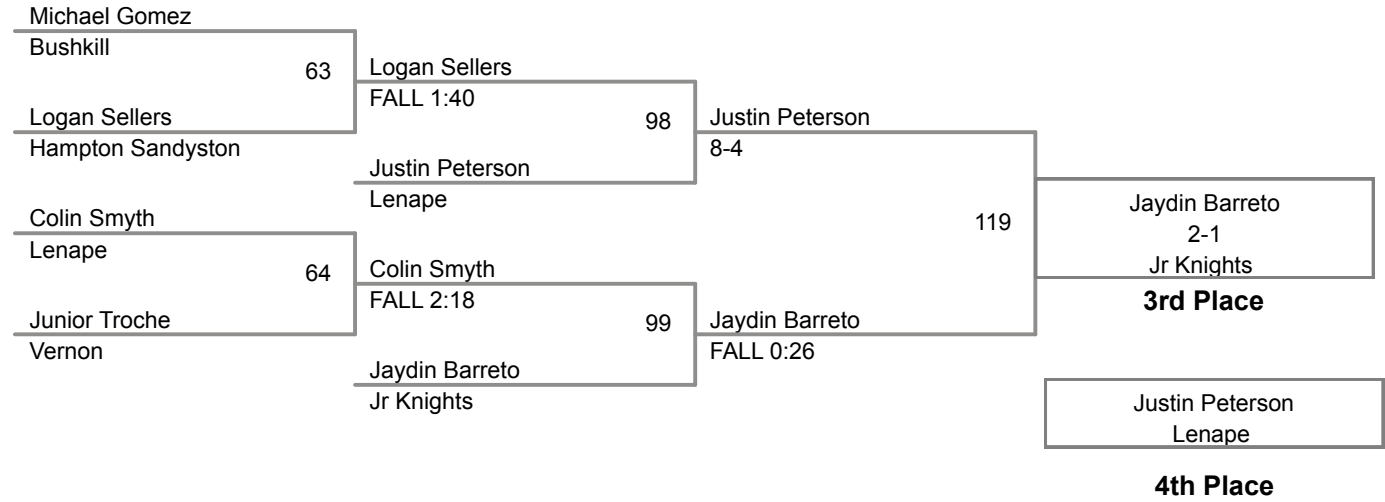 Michael Gomez
Bushkill
63
Logan Sellers
FALL 1:40
Logan Sellers
Hampton Sandyston
98
Justin Peterson
8-4
Justin Peterson
Lenape
Colin Smyth
Lenape
119
Jaydin Barreto
2-1
Jr Knights
3rd Place
64
Colin Smyth
FALL 2:18
Junior Troche
Vernon
99
Jaydin Barreto
FALL 0:26
Jaydin Barreto
Jr Knights
Justin Peterson
Lenape
4th Place